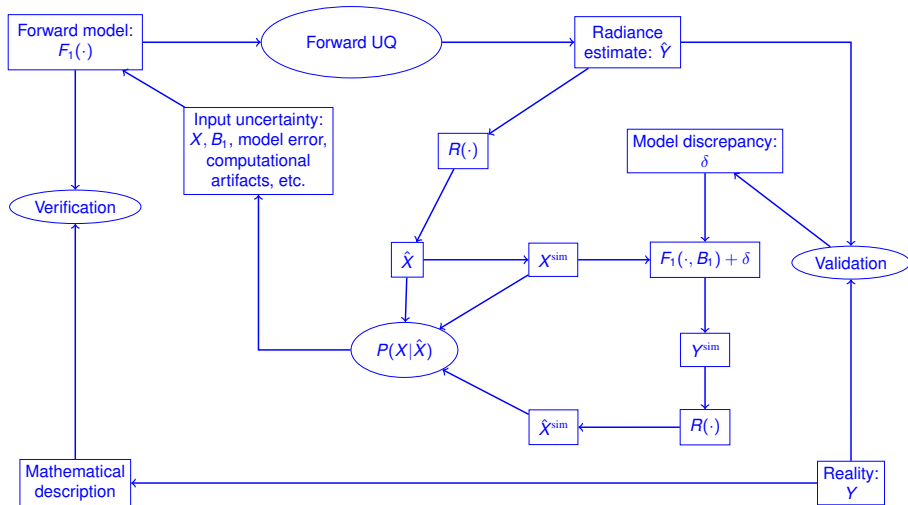 Forward model:
F₁(·)
Forward UQ
Radiance
estimate: Ŷ
Input uncertainty:
X, B₁, model error,
computational
artifacts, etc.
R(·)
Model discrepancy:
δ
Verification
X̂
Xˢⁱᵐ
F₁(·, B₁) + δ
Validation
P(X|X̂)
Yˢⁱᵐ
X̂ˢⁱᵐ
R(·)
Mathematical
description
Reality:
Y